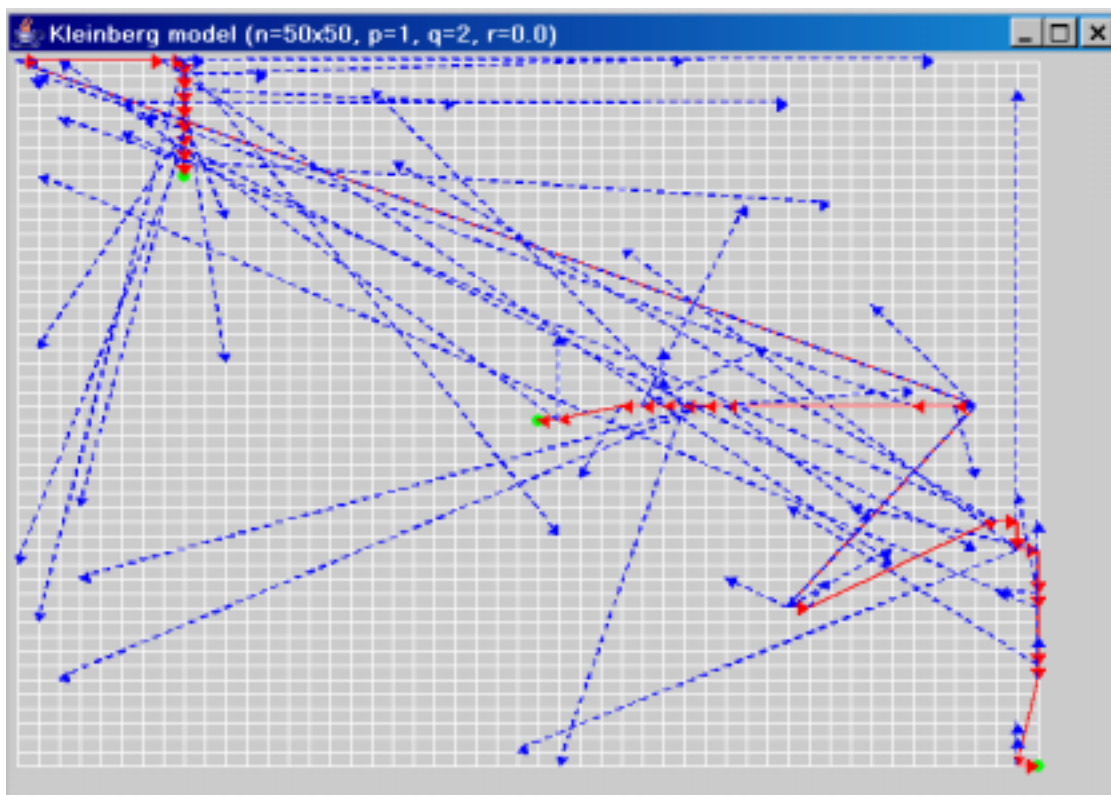 Kleinberg model (n=50x50, p=1, q=2, r=0.0)